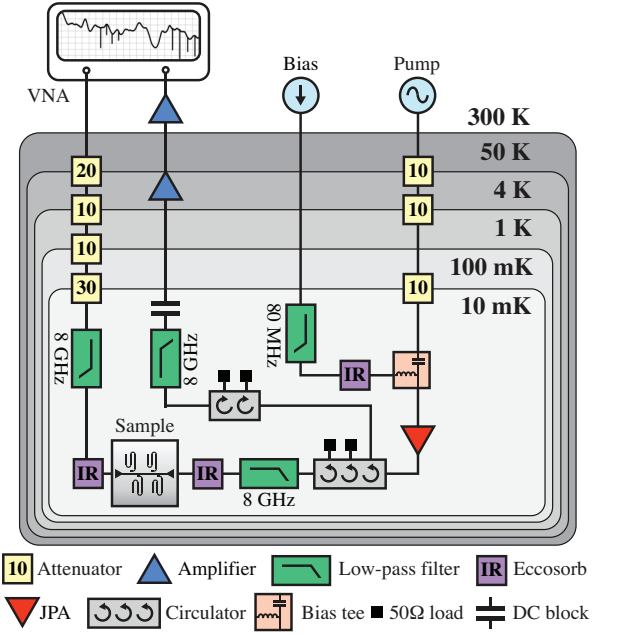 VNA
Bias
Pump
300 K
50 K
20
10
4 K
10
10
1 K
10
100 mK
30
10
10 mK
8 GHz
8 GHz
80 MHz
IR
Sample
IR
IR
8 GHz
10 Attenuator
Amplifier
Low-pass filter
IR Eccosorb
JPA
Circulator
Bias tee
50Ω load
DC block